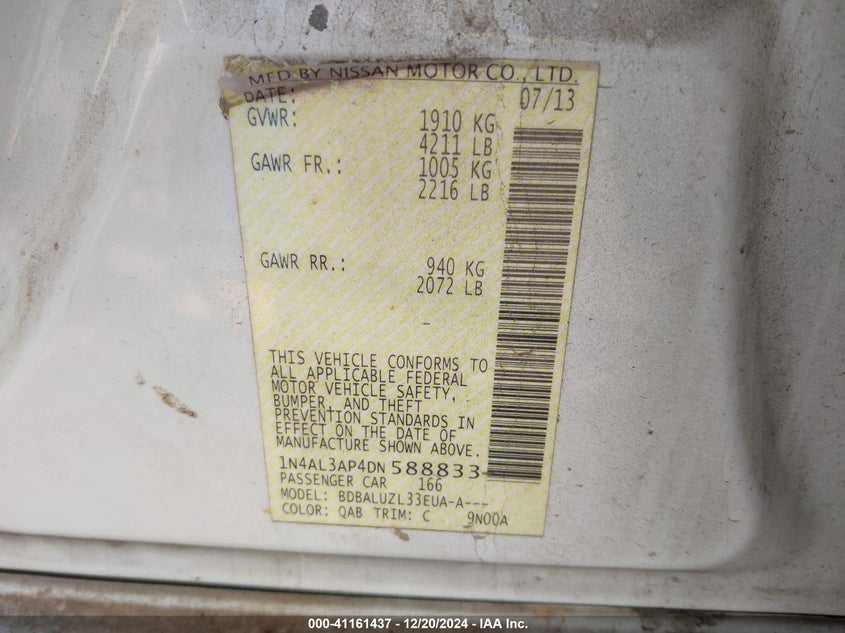 MFD BY NISSAN MOTOR CO., LTD.
DATE: 07/13
GVWR: 1910 KG
4211 LB
GAWR FR.: 1005 KG
2216 LB
GAWR RR.: 940 KG
2072 LB
THIS VEHICLE CONFORMS TO
ALL APPLICABLE FEDERAL
MOTOR VEHICLE SAFETY,
BUMPER, AND THEFT
PREVENTION STANDARDS IN
EFFECT ON THE DATE OF
MANUFACTURE SHOWN ABOVE.
1N4AL3AP4DN588833
PASSENGER CAR 166
MODEL: BDBALUZL33EUA-A---
COLOR: QAB TRIM: C 9N00A
000-41161437 - 12/20/2024 - IAA Inc.